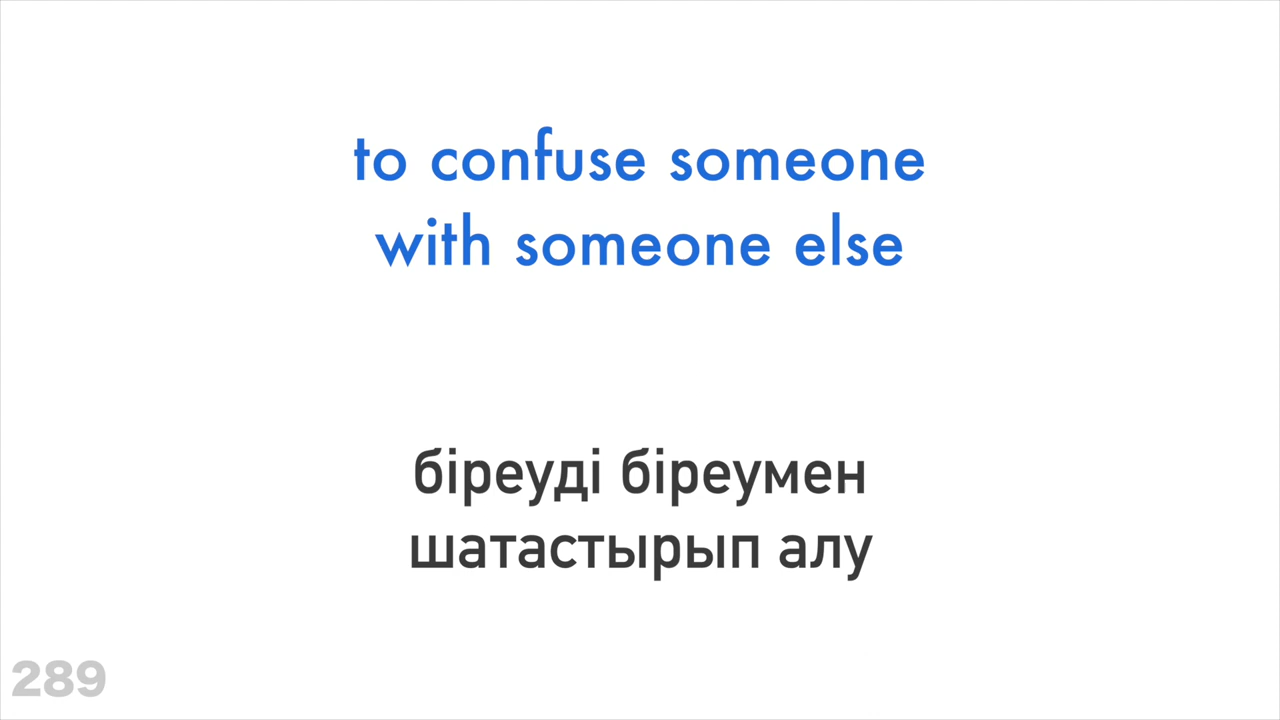 to confuse someone
with someone else
біреуді біреумен
шатастырып алу
289